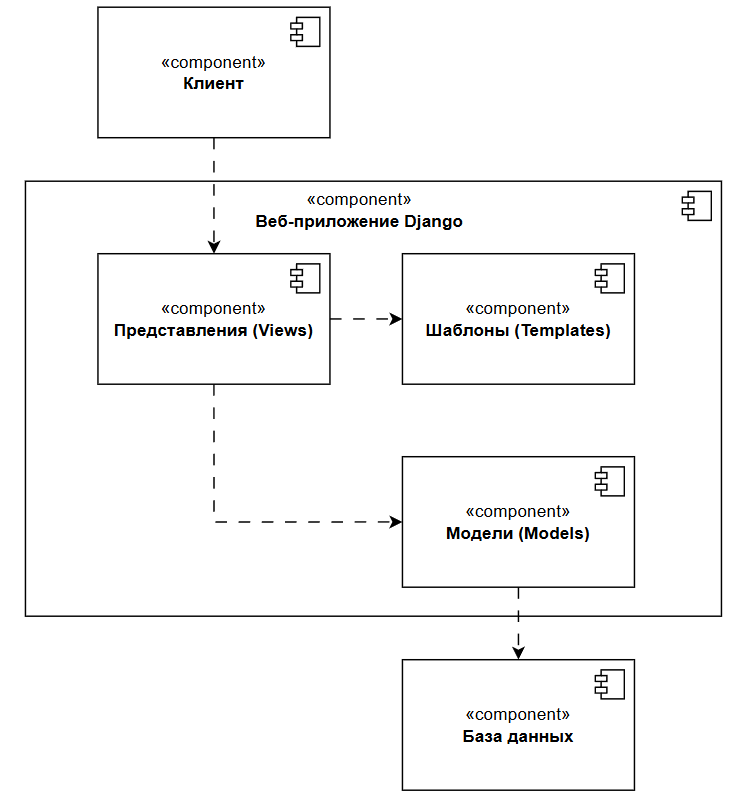 «component»
Клиент
«component»
Веб-приложение Django
«component»
Представления (Views)
«component»
Шаблоны (Templates)
«component»
Модели (Models)
«component»
База данных